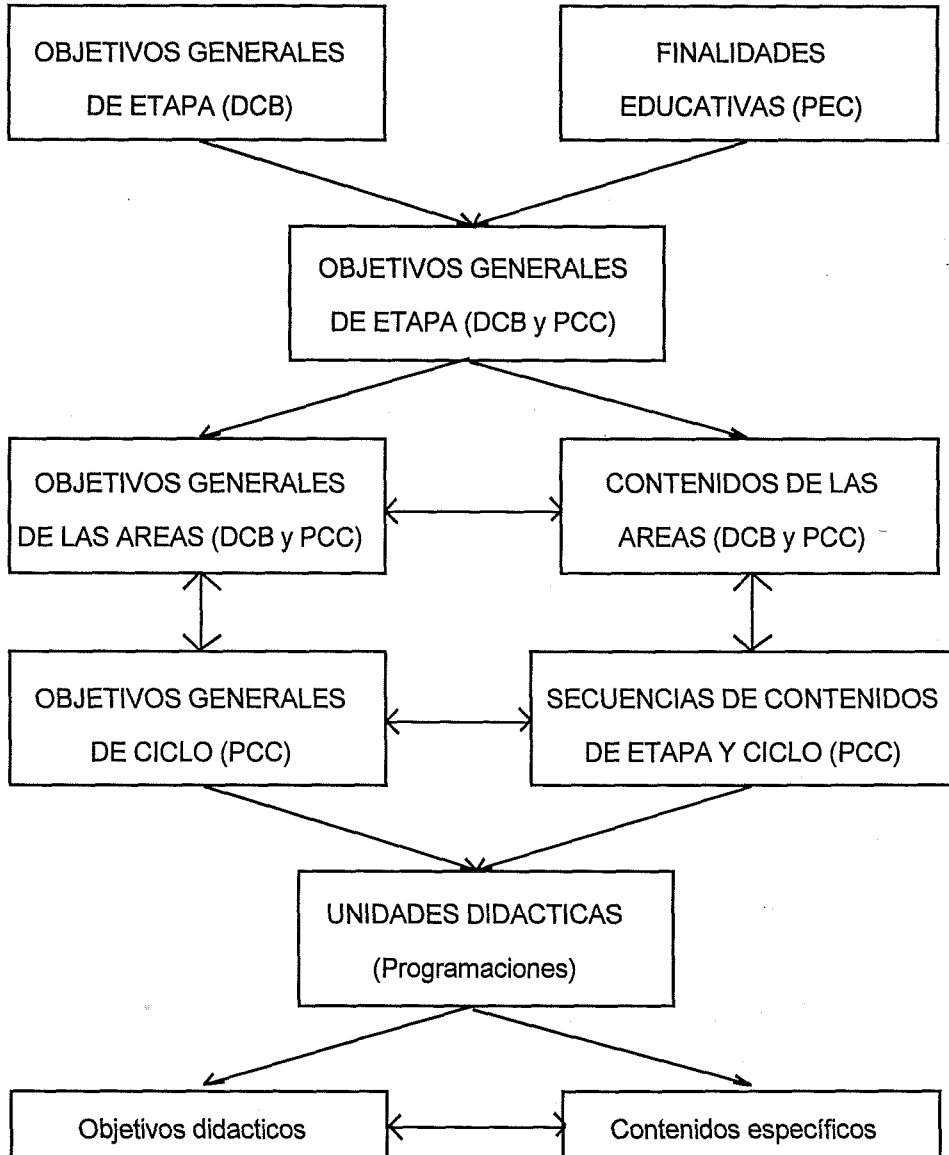 OBJETIVOS GENERALES
DE ETAPA (DCB)
FINALIDADES
EDUCATIVAS (PEC)
OBJETIVOS GENERALES
DE ETAPA (DCB y PCC)
OBJETIVOS GENERALES
DE LAS AREAS (DCB y PCC)
CONTENIDOS DE LAS
AREAS (DCB y PCC)
OBJETIVOS GENERALES
DE CICLO (PCC)
SECUENCIAS DE CONTENIDOS
DE ETAPA Y CICLO (PCC)
UNIDADES DIDACTICAS
(Programaciones)
Objetivos didacticos
Contenidos específicos